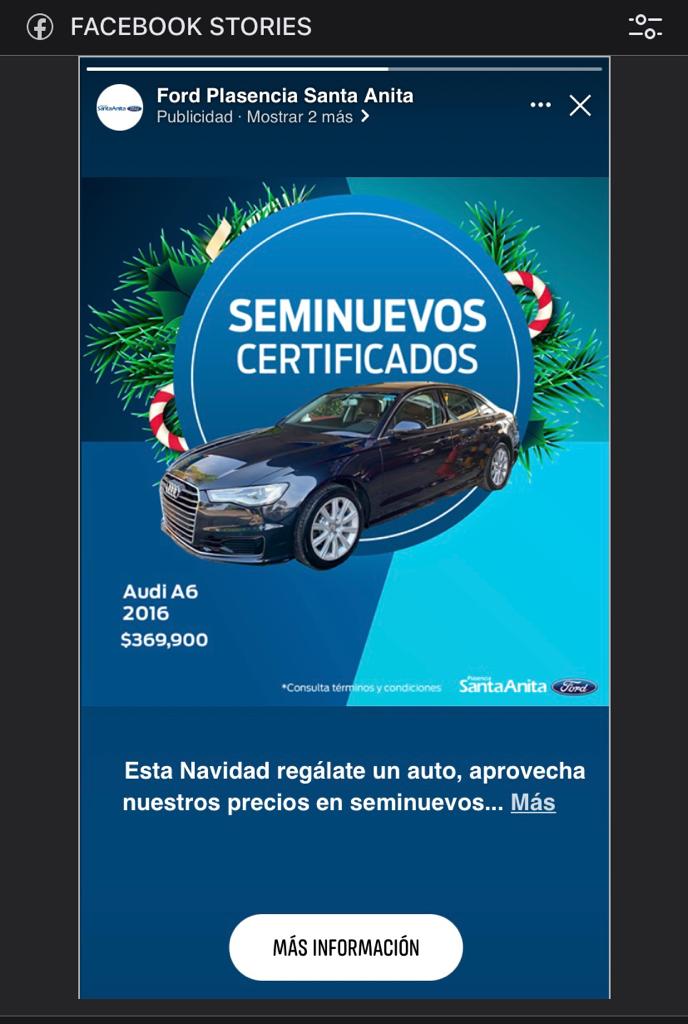 FACEBOOK STORIES
Ford Plasencia Santa Anita
Publicidad · Mostrar 2 más
SEMINUEVOS
CERTIFICADOS
Audi A6
2016
$369,900
*Consulta términos y condiciones
Plasencia
SantaAnita Ford
Esta Navidad regálate un auto, aprovecha
nuestros precios en seminuevos... Más
MÁS INFORMACIÓN